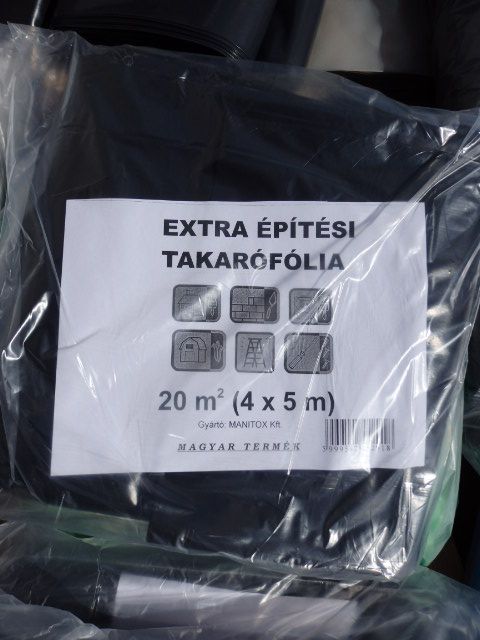 EXTRA ÉPÍTÉSI
TAKARÓFÓLIA
20 m² (4 x 5 m)
Gyártó: MANITOX Kft.
MAGYAR TERMÉK